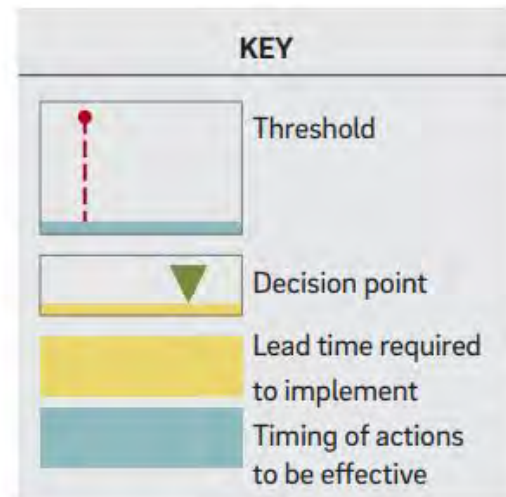 KEY
Threshold
Decision point
Lead time required
to implement
Timing of actions
to be effective